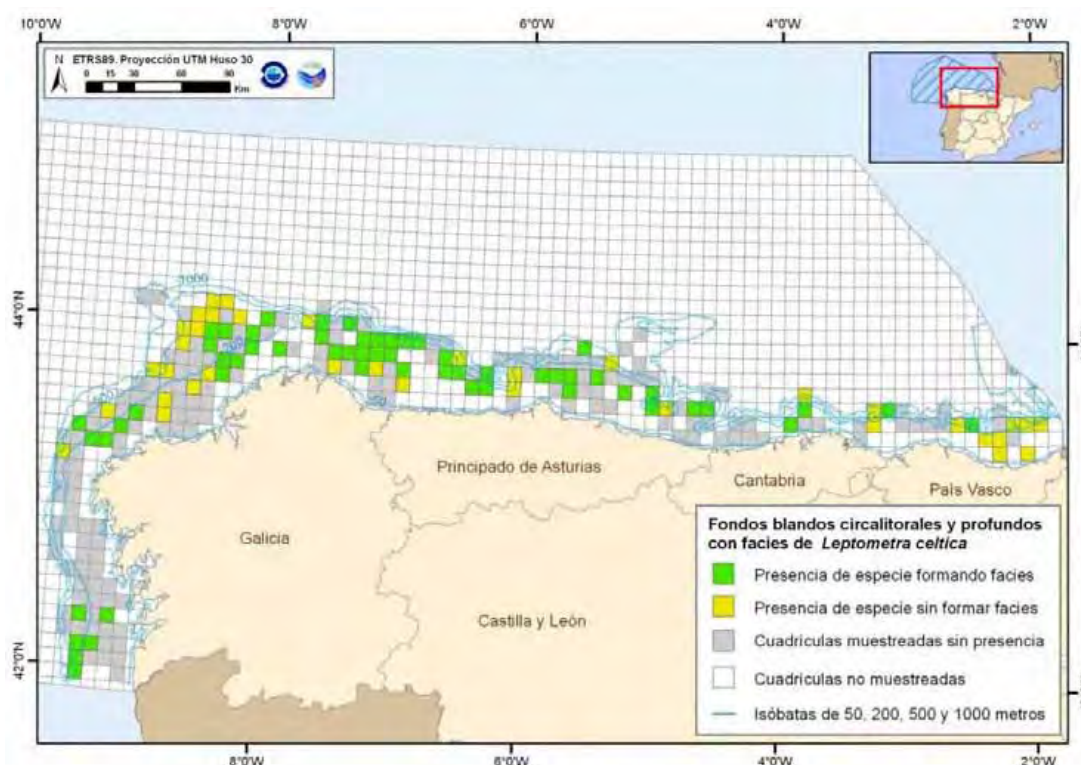 10°0'W 8°0'W 6°0'W 4°0'W 2°0'W
N ETRS89. Proyección UTM Huso 30
0 15 30 60 90
Km
1000
44°0'N
Principado de Asturias
Cantabria
País Vasco
Galicia
Castilla y León
42°0'N
Fondos blandos circalitorales y profundos
con facies de Leptometra celtica
Presencia de especie formando facies
Presencia de especie sin formar facies
Cuadrículas muestreadas sin presencia
Cuadrículas no muestreadas
Isóbatas de 50, 200, 500 y 1000 metros
8°0'W 6°0'W 4°0'W 2°0'W